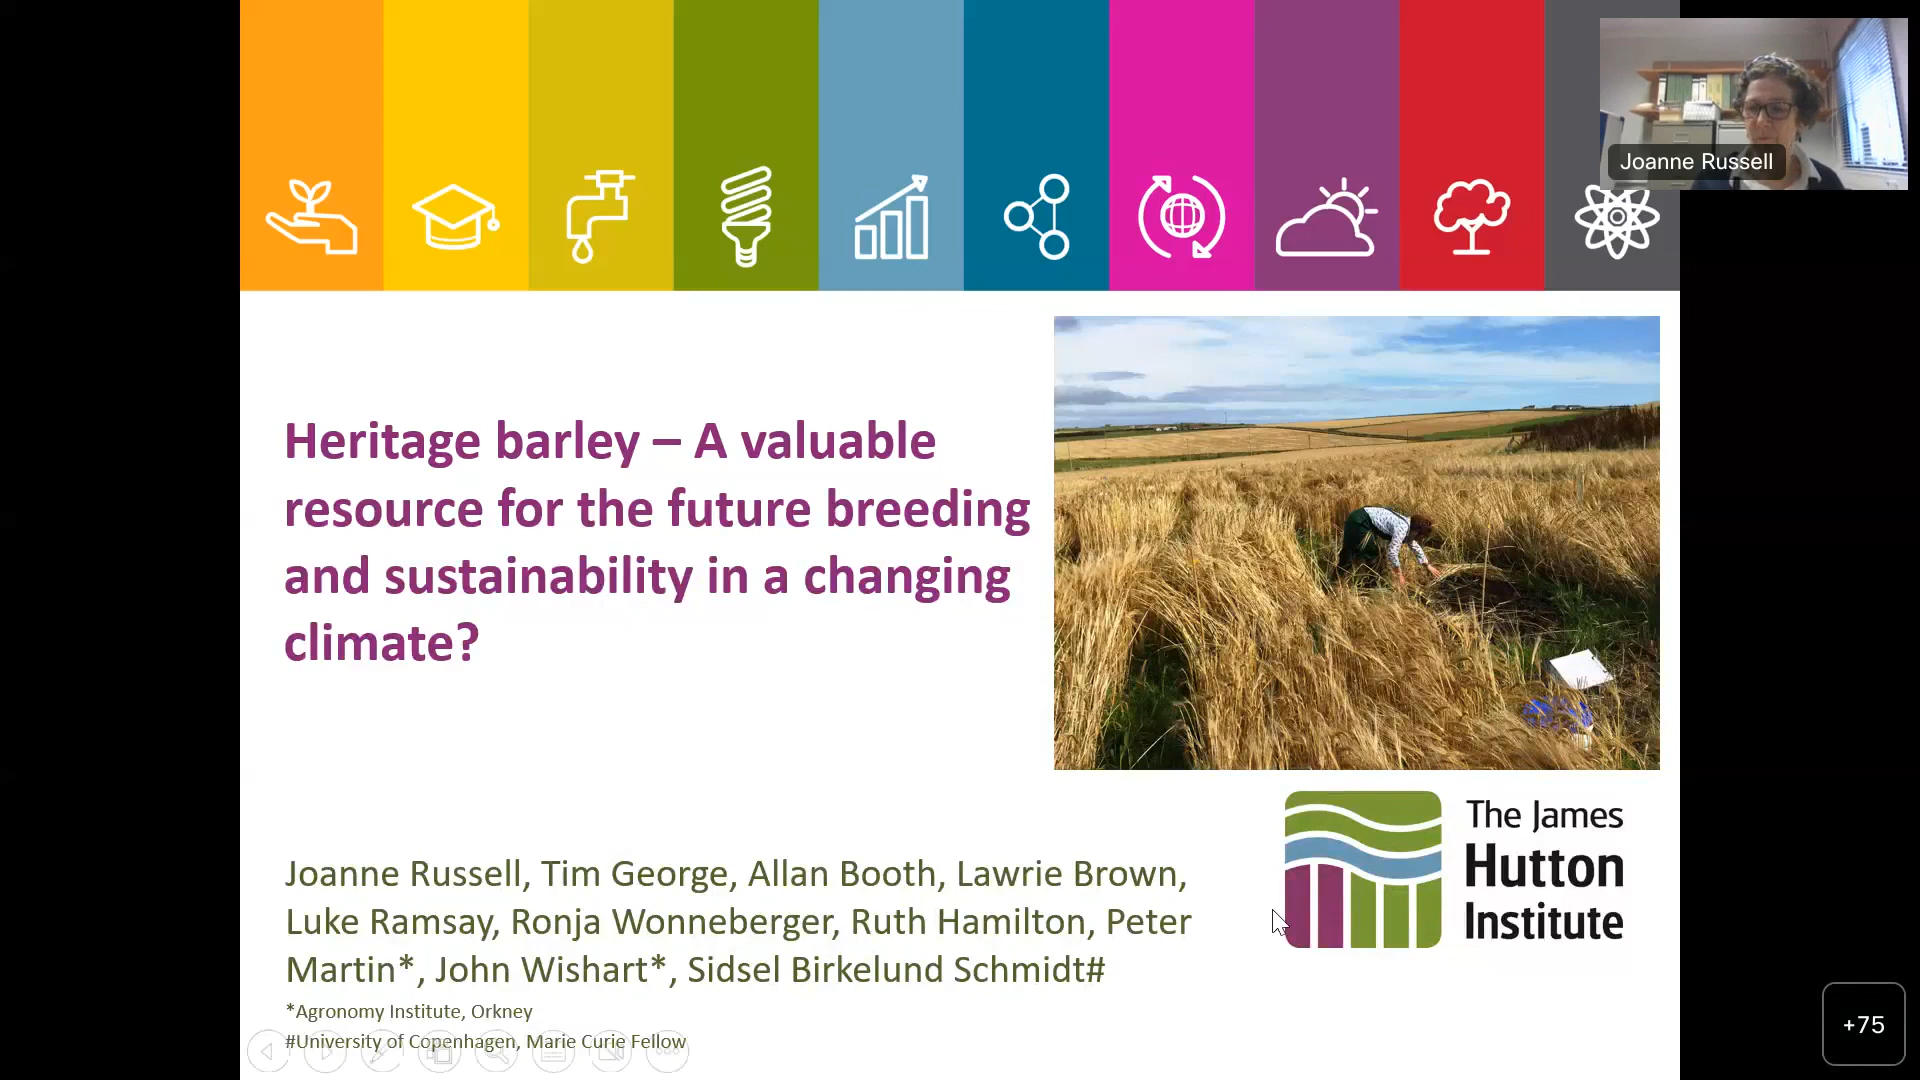 Joanne Russell
Heritage barley – A valuable
resource for the future breeding
and sustainability in a changing
climate?
Joanne Russell, Tim George, Allan Booth, Lawrie Brown,
Luke Ramsay, Ronja Wonneberger, Ruth Hamilton, Peter
Martin*, John Wishart*, Sidsel Birkelund Schmidt#
*Agronomy Institute, Orkney
#University of Copenhagen, Marie Curie Fellow
The James
Hutton
Institute
+75